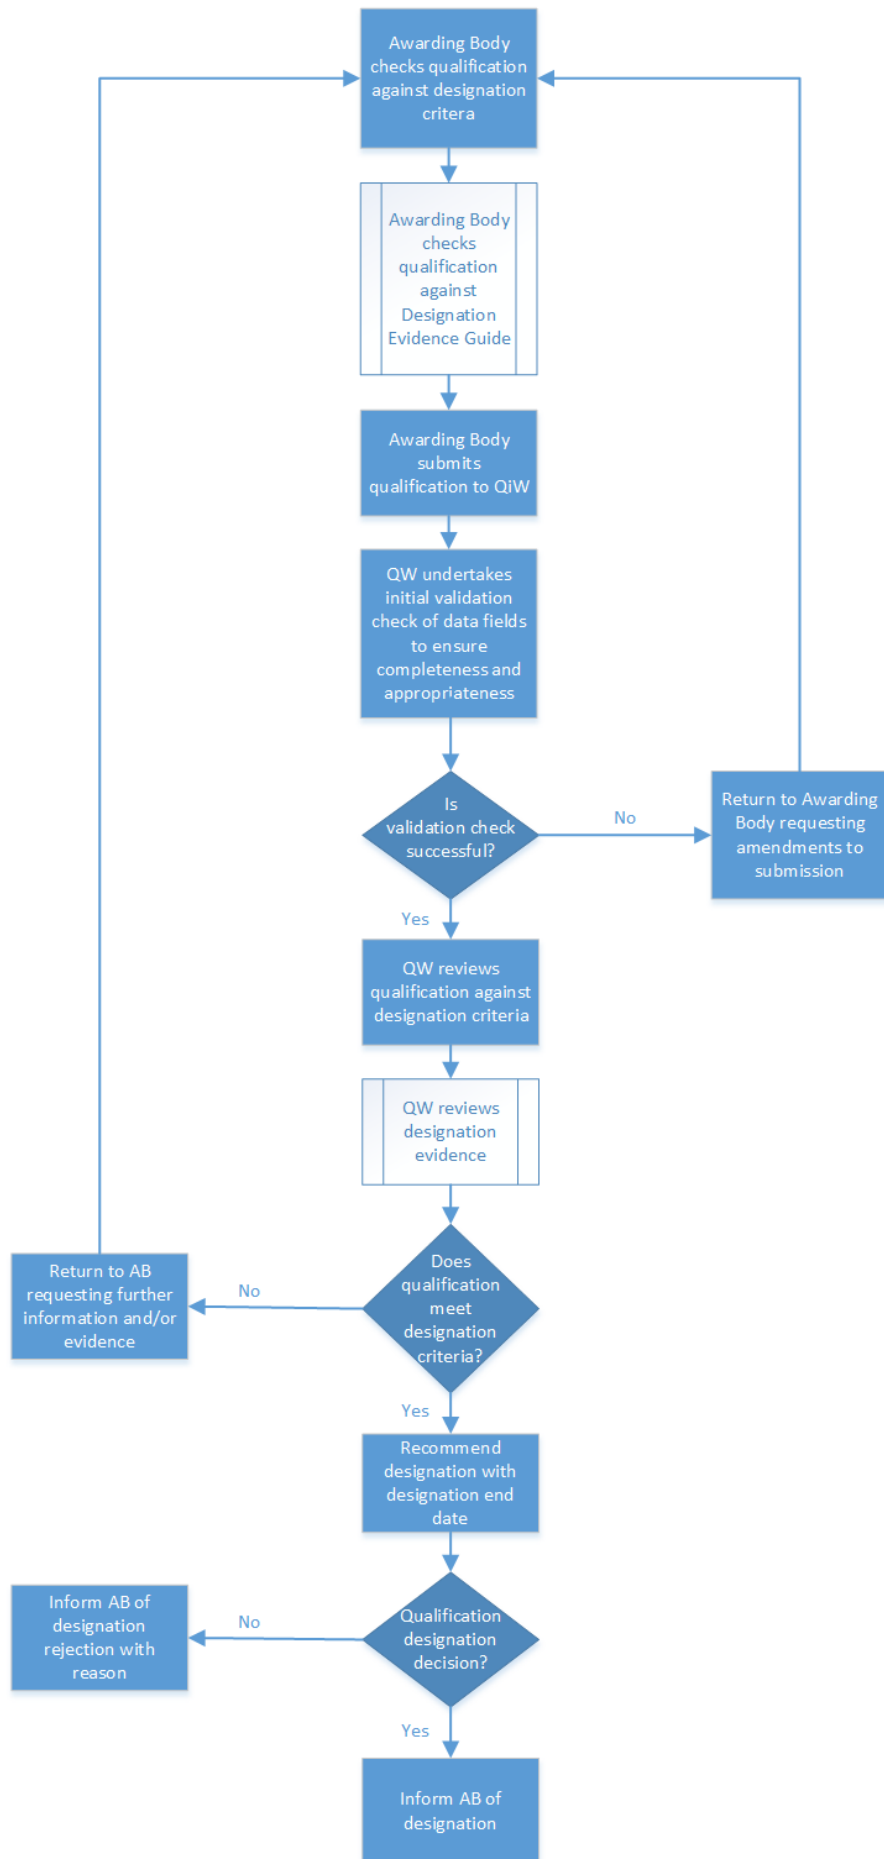 Awarding Body
checks qualification
against designation
critera
Awarding Body
checks
qualification
against
Designation
Evidence Guide
Awarding Body
submits
qualification to QiW
QW undertakes
initial validation
check of data fields
to ensure
completeness and
appropriateness
Is
validation check
successful?
No
Return to Awarding
Body requesting
amendments to
submission
Yes
QW reviews
qualification against
designation criteria
QW reviews
designation
evidence
Does
qualification
meet
designation
criteria?
No
Return to AB
requesting further
information and/or
evidence
Yes
Recommend
designation with
designation end
date
Qualification
designation
decision?
No
Inform AB of
designation
rejection with
reason
Yes
Inform AB of
designation